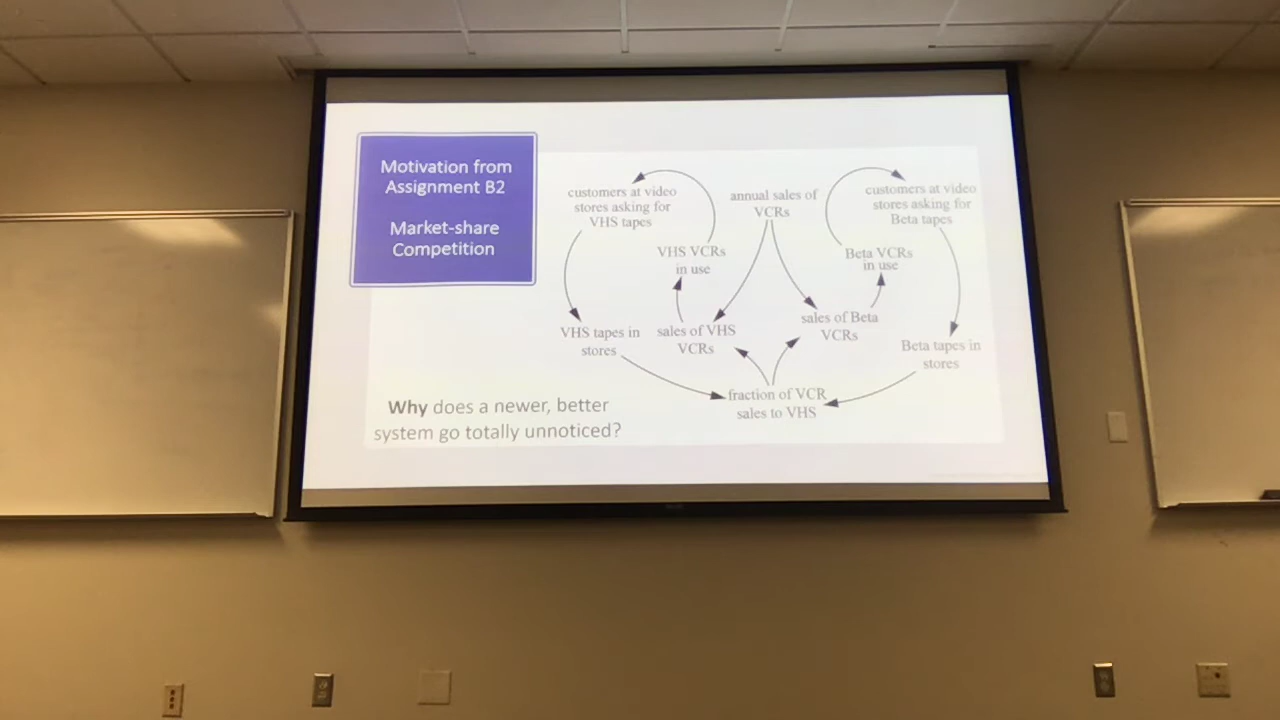 Motivation from
Assignment B2
Market-share
Competition
customers at video
stores asking for
VHS tapes
annual sales of
VCRs
customers at video
stores asking for
Beta tapes
VHS VCRs
in use
Beta VCRs
in use
VHS tapes in
stores
sales of VHS
VCRs
sales of Beta
VCRs
Beta tapes in
stores
fraction of VCR
sales to VHS
Why does a newer, better
system go totally unnoticed?